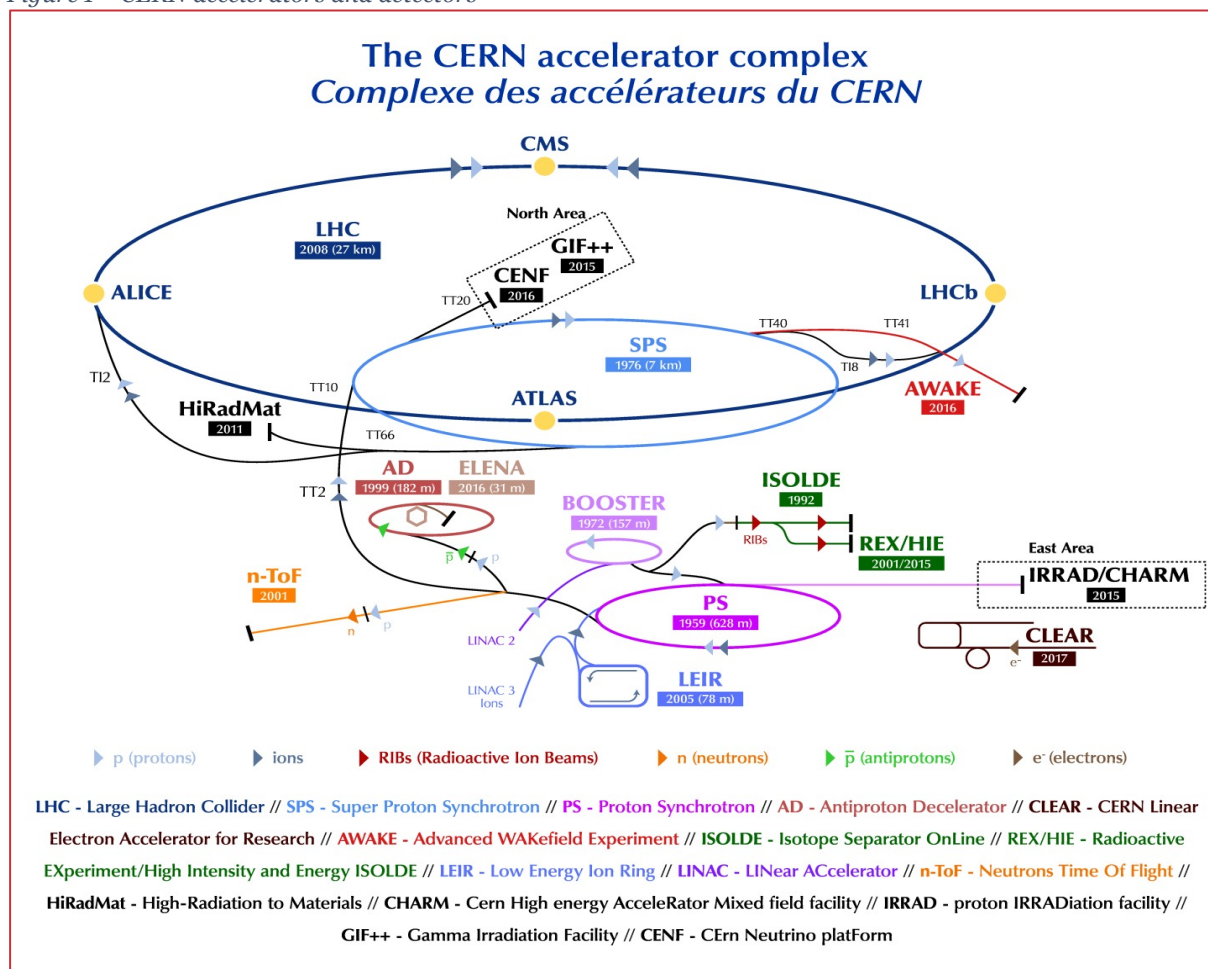 The CERN accelerator complex
Complexe des accélérateurs du CERN
CMS
North Area
LHC
2008 (27 km)
GIF++
2015
CENF
2016
ALICE
LHCb
TT20
TT40
TT41
SPS
1976 (7 km)
TI2
TI8
TT10
AWAKE
2016
ATLAS
HiRadMat
2011
TT66
AD
1999 (182 m)
ELENA
2016 (31 m)
TT2
ISOLDE
1992
BOOSTER
1972 (157 m)
RIBs
REX/HIE
2001/2015
p
p
East Area
IRRAD/CHARM
2015
n-ToF
2001
n
p
PS
1959 (628 m)
LINAC 2
CLEAR
2017
e-
LEIR
2005 (78 m)
LINAC 3
Ions
p (protons)
ions
RIBs (Radioactive Ion Beams)
n (neutrons)
p̅ (antiprotons)
e- (electrons)
LHC - Large Hadron Collider // SPS - Super Proton Synchrotron // PS - Proton Synchrotron // AD - Antiproton Decelerator // CLEAR - CERN Linear
Electron Accelerator for Research // AWAKE - Advanced WAKefield Experiment // ISOLDE - Isotope Separator OnLine // REX/HIE - Radioactive
EXperiment/High Intensity and Energy ISOLDE // LEIR - Low Energy Ion Ring // LINAC - LINear ACcelerator // n-ToF - Neutrons Time Of Flight //
HiRadMat - High-Radiation to Materials // CHARM - Cern High energy AcceleRator Mixed field facility // IRRAD - proton IRRADiation facility //
GIF++ - Gamma Irradiation Facility // CENF - CErn Neutrino platForm